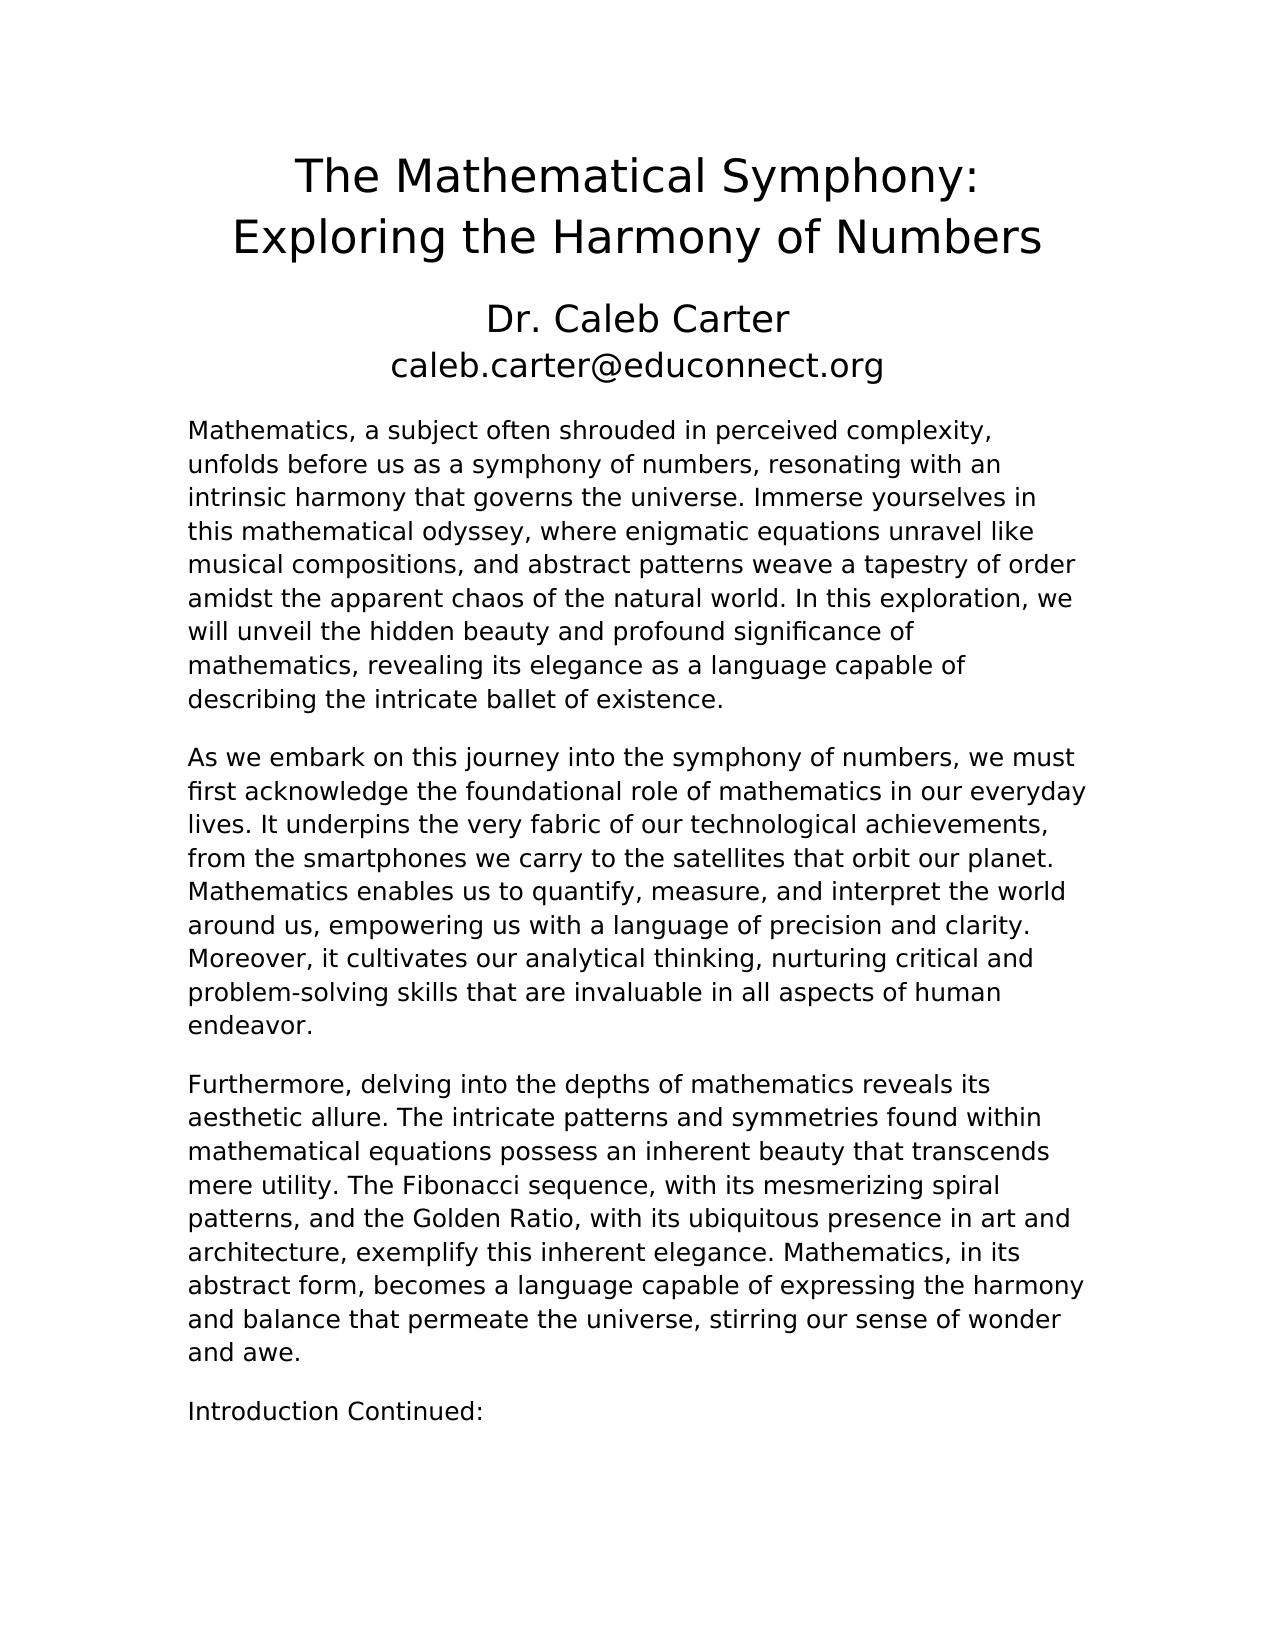 The Mathematical Symphony:
Exploring the Harmony of Numbers
Dr. Caleb Carter
caleb.carter@educonnect.org
Mathematics, a subject often shrouded in perceived complexity,
unfolds before us as a symphony of numbers, resonating with an
intrinsic harmony that governs the universe. Immerse yourselves in
this mathematical odyssey, where enigmatic equations unravel like
musical compositions, and abstract patterns weave a tapestry of order
amidst the apparent chaos of the natural world. In this exploration, we
will unveil the hidden beauty and profound significance of
mathematics, revealing its elegance as a language capable of
describing the intricate ballet of existence.
As we embark on this journey into the symphony of numbers, we must
first acknowledge the foundational role of mathematics in our everyday
lives. It underpins the very fabric of our technological achievements,
from the smartphones we carry to the satellites that orbit our planet.
Mathematics enables us to quantify, measure, and interpret the world
around us, empowering us with a language of precision and clarity.
Moreover, it cultivates our analytical thinking, nurturing critical and
problem-solving skills that are invaluable in all aspects of human
endeavor.
Furthermore, delving into the depths of mathematics reveals its
aesthetic allure. The intricate patterns and symmetries found within
mathematical equations possess an inherent beauty that transcends
mere utility. The Fibonacci sequence, with its mesmerizing spiral
patterns, and the Golden Ratio, with its ubiquitous presence in art and
architecture, exemplify this inherent elegance. Mathematics, in its
abstract form, becomes a language capable of expressing the harmony
and balance that permeate the universe, stirring our sense of wonder
and awe.
Introduction Continued: